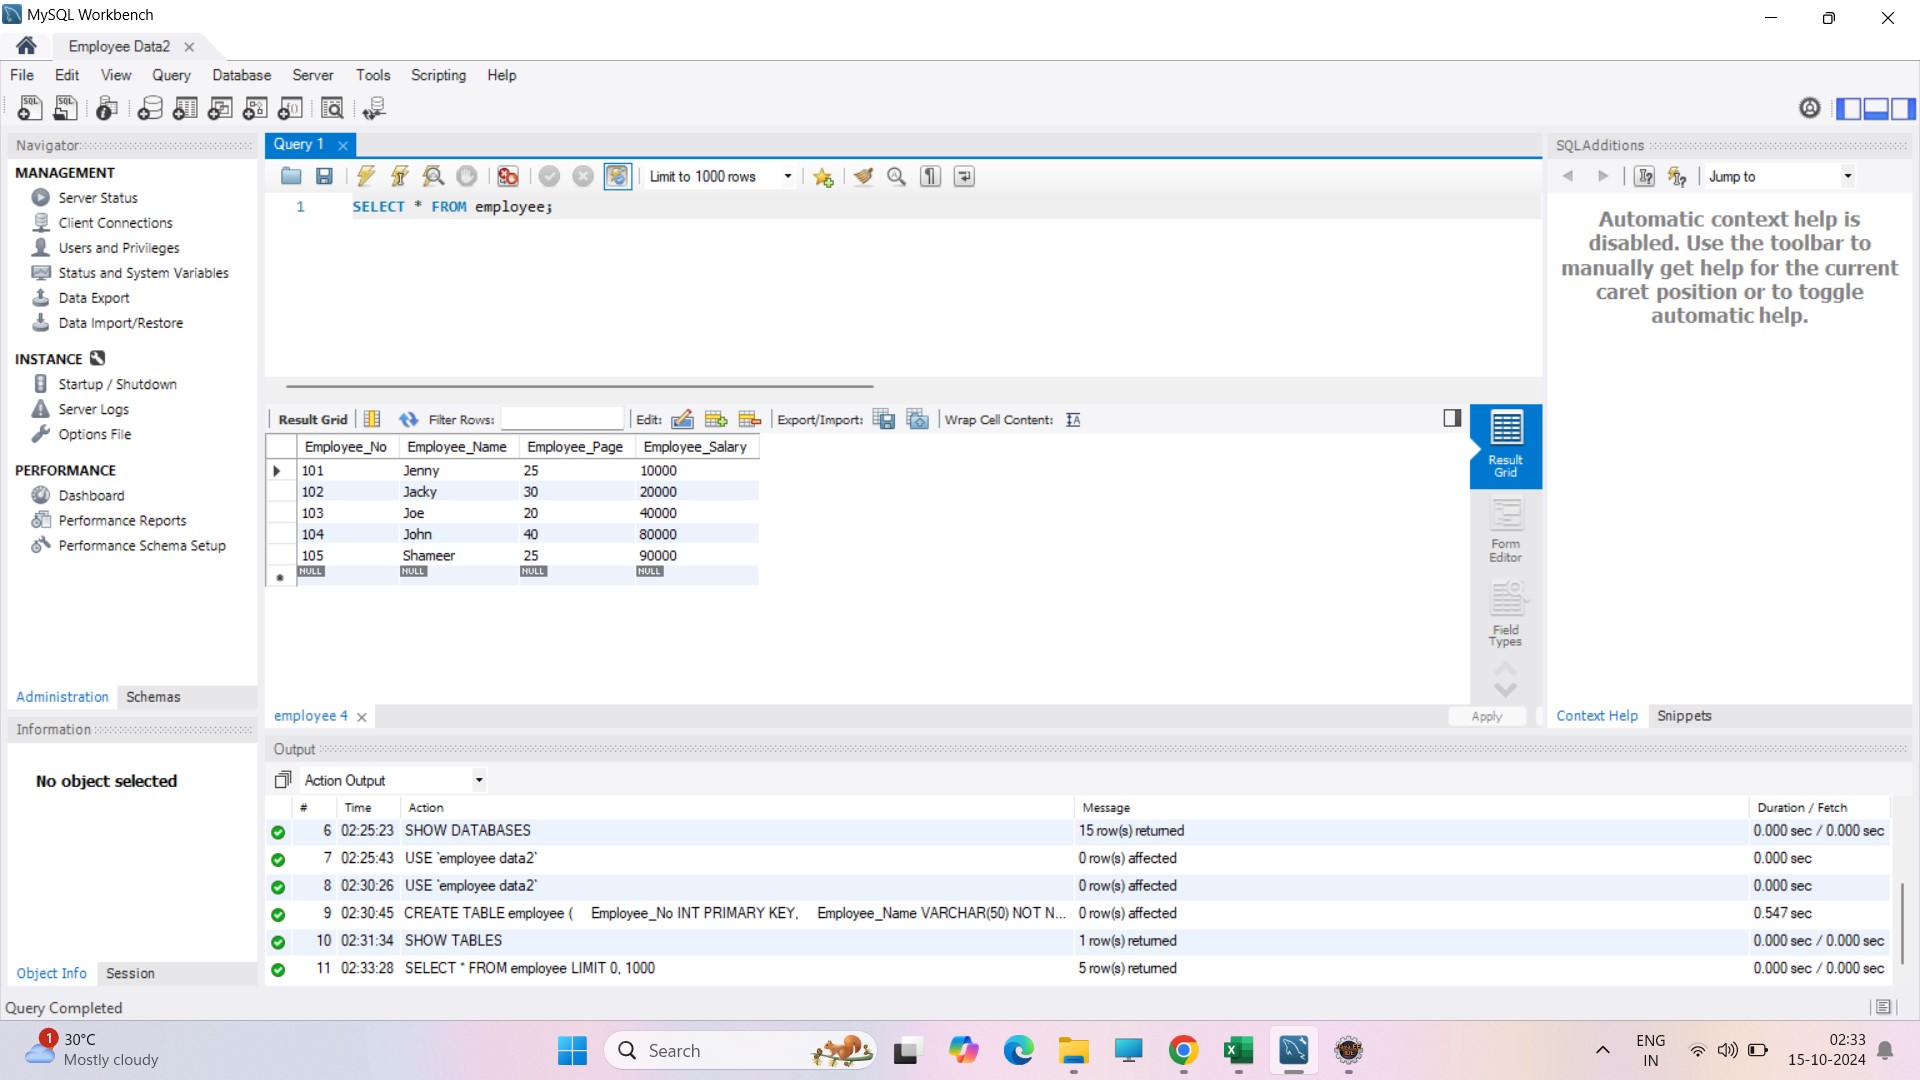 MySQL Workbench
Employee Data2
File Edit View Query Database Server Tools Scripting Help
Navigator
MANAGEMENT
Server Status
Client Connections
Users and Privileges
Status and System Variables
Data Export
Data Import/Restore
INSTANCE
Startup / Shutdown
Server Logs
Options File
PERFORMANCE
Dashboard
Performance Reports
Performance Schema Setup
Administration Schemas
Information
No object selected
Object Info Session
Query 1
Limit to 1000 rows
1 SELECT * FROM employee;
Result Grid Filter Rows: Edit: Export/Import: Wrap Cell Content:
Employee_No Employee_Name Employee_Page Employee_Salary
101 Jenny 25 10000
102 Jacky 30 20000
103 Joe 20 40000
104 John 40 80000
105 Shameer 25 90000
NULL NULL NULL NULL
Result
Grid
Form
Editor
Field
Types
employee 4
Apply
SQLAdditions
Jump to
Automatic context help is
disabled. Use the toolbar to
manually get help for the current
caret position or to toggle
automatic help.
Context Help Snippets
Output
Action Output
# Time Action Message Duration / Fetch
6 02:25:23 SHOW DATABASES 15 row(s) returned 0.000 sec / 0.000 sec
7 02:25:43 USE `employee data2` 0 row(s) affected 0.000 sec
8 02:30:26 USE `employee data2` 0 row(s) affected 0.000 sec
9 02:30:45 CREATE TABLE employee ( Employee_No INT PRIMARY KEY, Employee_Name VARCHAR(50) NOT N... 0 row(s) affected 0.547 sec
10 02:31:34 SHOW TABLES 1 row(s) returned 0.000 sec / 0.000 sec
11 02:33:28 SELECT * FROM employee LIMIT 0, 1000 5 row(s) returned 0.000 sec / 0.000 sec
Query Completed
1
30°C
Mostly cloudy
Search
ENG
IN
02:33
15-10-2024